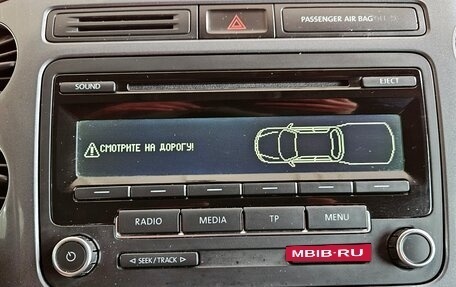 PASSENGER AIR BAG
SOUND
EJECT
СМОТРИТЕ НА ДОРОГУ!
RADIO
MEDIA
TP
MENU
SEEK/TRACK
MBIB-RU